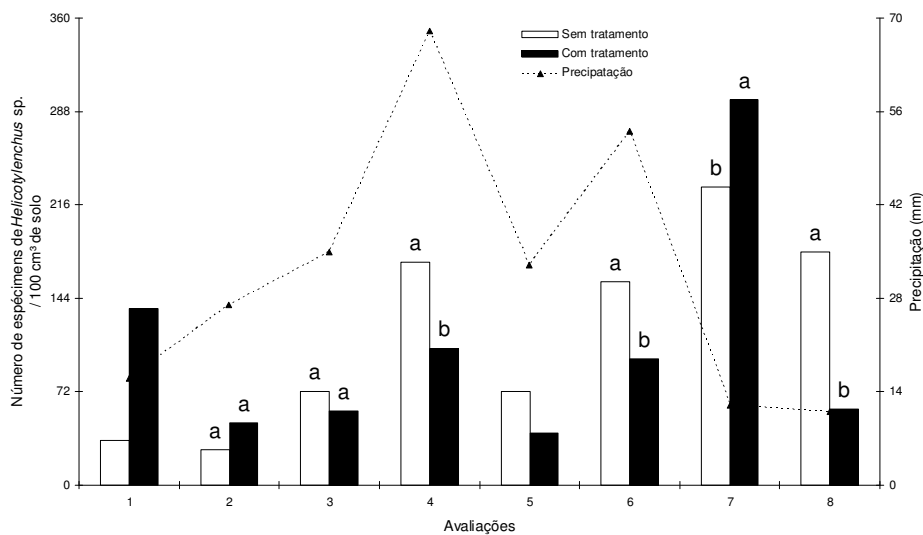 360
288
216
144
72
0
70
56
42
28
14
0
Número de espécimens de Helicotylenchus sp.
/ 100 cm³ de solo
Precipitação (mm)
Sem tratamento
Com tratamento
Precipatação
a
a
a
a
a
b
a
b
b
a
a
b
1 2 3 4 5 6 7 8
Avaliações